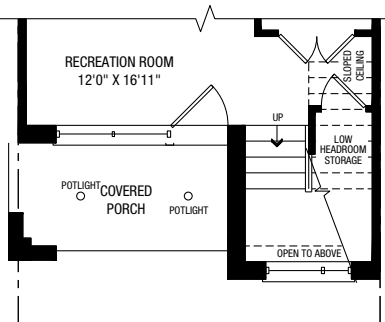 RECREATION ROOM
12'0" X 16'11"
SLOPED
CEILING
UP
LOW
HEADROOM
STORAGE
POTLIGHT
COVERED
PORCH
POTLIGHT
OPEN TO ABOVE